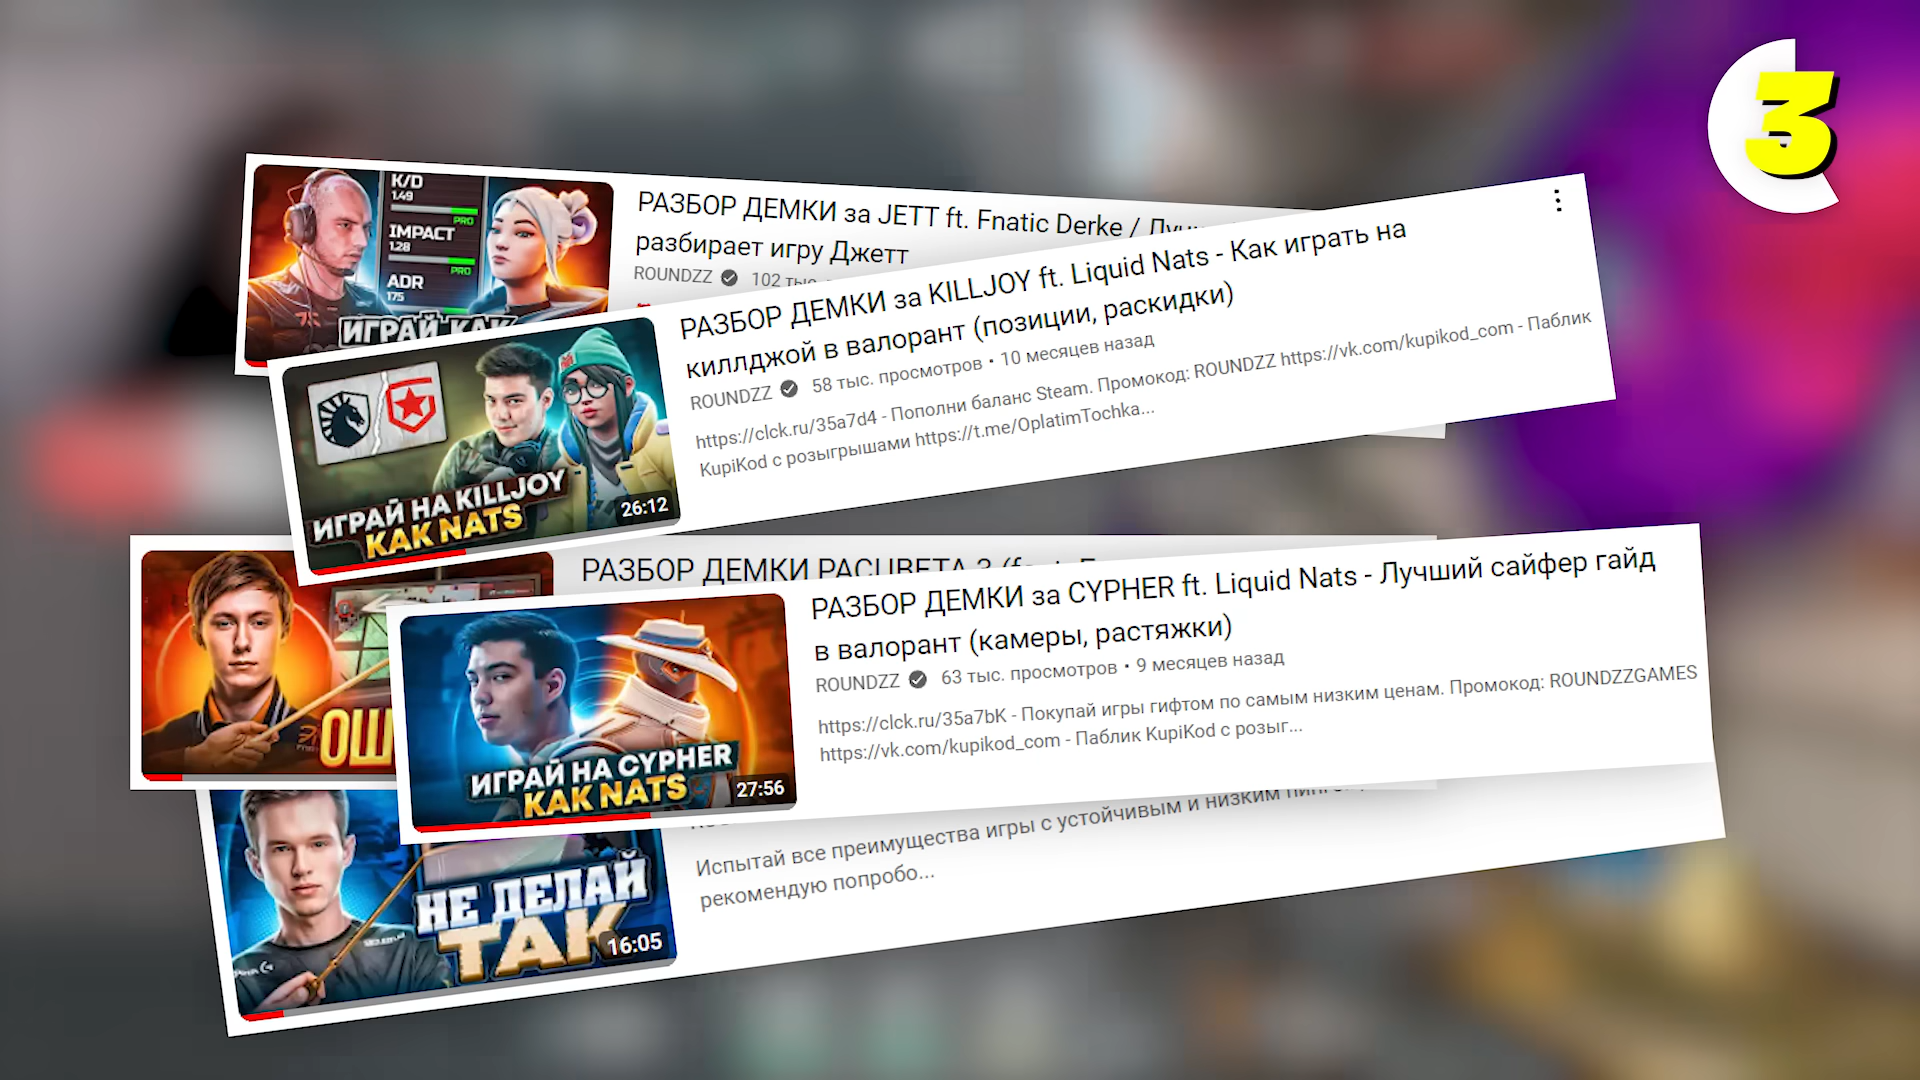 3
K/D
1.49
PRO
IMPACT
1.28
PRO
ADR
175
ИГРАЙ КАК
РАЗБОР ДЕМКИ за JETT ft. Fnatic Derke /
разбирает игру Джетт
ROUNDZZ 102 тыс
РАЗБОР ДЕМКИ за KILLJOY ft. Liquid Nats - Как играть на
киллджой в валорант (позиции, раскидки)
ROUNDZZ 58 тыс. просмотров • 10 месяцев назад
https://clck.ru/35a7d4 - Пополни баланс Steam. Промокод: ROUNDZZ https://vk.com/kupikod_com - Паблик
KupiKod с розыгрышами https://t.me/OplatimTochka...
ИГРАЙ НА KILLJOY
КАК NATS
26:12
РАЗБОР ДЕМКИ
ОШ
РАЗБОР ДЕМКИ за CYPHER ft. Liquid Nats - Лучший сайфер гайд
в валорант (камеры, растяжки)
ROUNDZZ 63 тыс. просмотров • 9 месяцев назад
https://clck.ru/35a7bK - Покупай игры гифтом по самым низким ценам. Промокод: ROUNDZZGAMES
https://vk.com/kupikod_com - Паблик KupiKod с розыг...
ИГРАЙ НА CYPHER
КАК NATS
27:56
Испытай все преимущества игры с устойчивым и низким
рекомендую попробо...
НЕ ДЕЛАЙ
ТАК
16:05